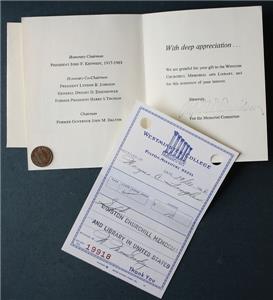 Honorary Chairman
PRESIDENT JOHN F. KENNEDY, 1917-1963
Honorary Co-Chairmen
PRESIDENT LYNDON B. JOHNSON
GENERAL DWIGHT D. EISENHOWER
FORMER PRESIDENT HARRY S TRUMAN
Chairman
FORMER GOVERNOR JOHN M. DALTON
With deep appreciation . . .
We are grateful for your gift to the WINSTON
CHURCHILL MEMORIAL AND LIBRARY, and
for this assurance of your interest.
Sincerely,
For the Memorial Committee
WESTMINSTER COLLEGE
FULTON, MISSOURI
WINSTON CHURCHILL MEMORIAL
AND LIBRARY IN UNITED STATES
19918
Thank You